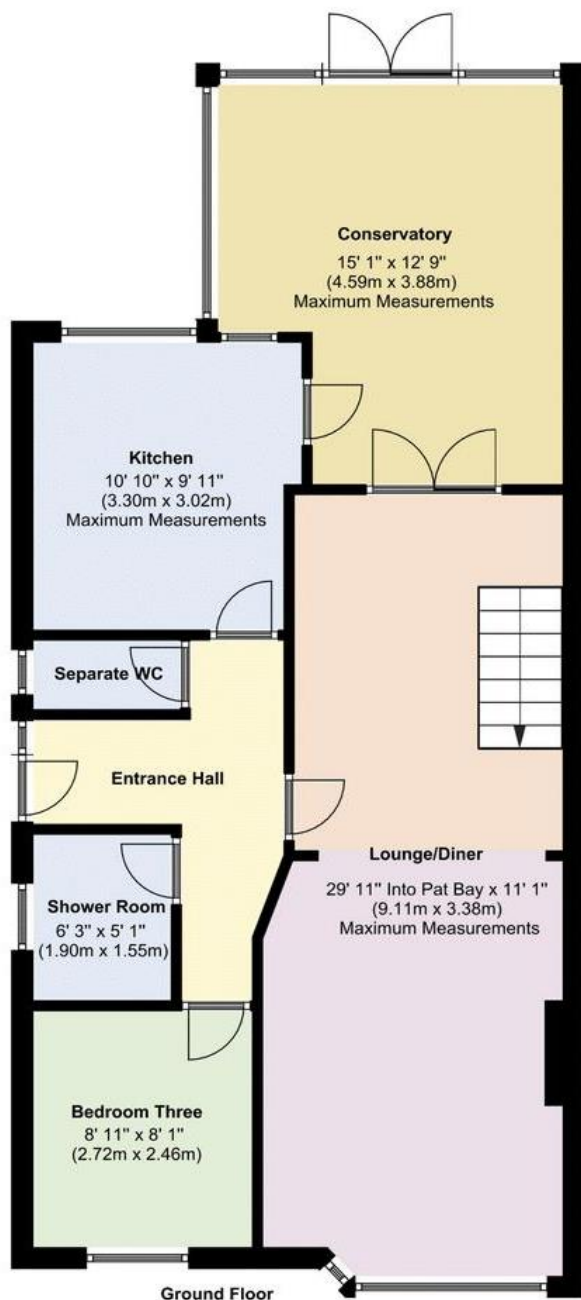 Conservatory
15' 1" x 12' 9"
(4.59m x 3.88m)
Maximum Measurements
Kitchen
10' 10" x 9' 11"
(3.30m x 3.02m)
Maximum Measurements
Separate WC
Entrance Hall
Lounge/Diner
29' 11" Into Pat Bay x 11' 1"
(9.11m x 3.38m)
Maximum Measurements
Shower Room
6' 3" x 5' 1"
(1.90m x 1.55m)
Bedroom Three
8' 11" x 8' 1"
(2.72m x 2.46m)
Ground Floor